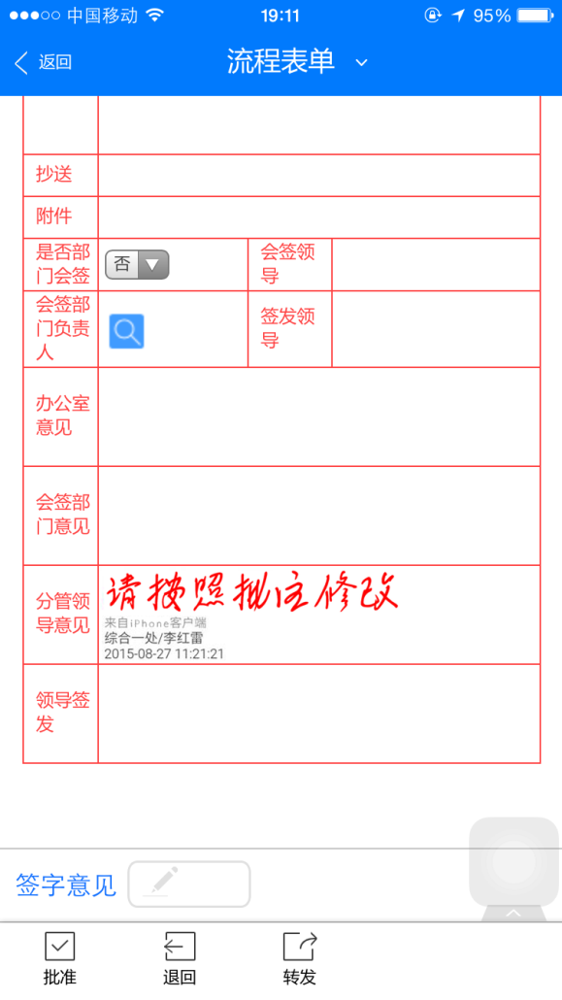 中国移动 19:11 95%
返回 流程表单
抄送
附件
是否部
门会签
否
会签领
导
会签部
门负责
人
签发领
导
办公室
意见
会签部
门意见
分管领
导意见
请按照批注修改
来自iPhone客户端
综合一处/李红雷
2015-08-27 11:21:21
领导签
发
签字意见
批准 退回 转发